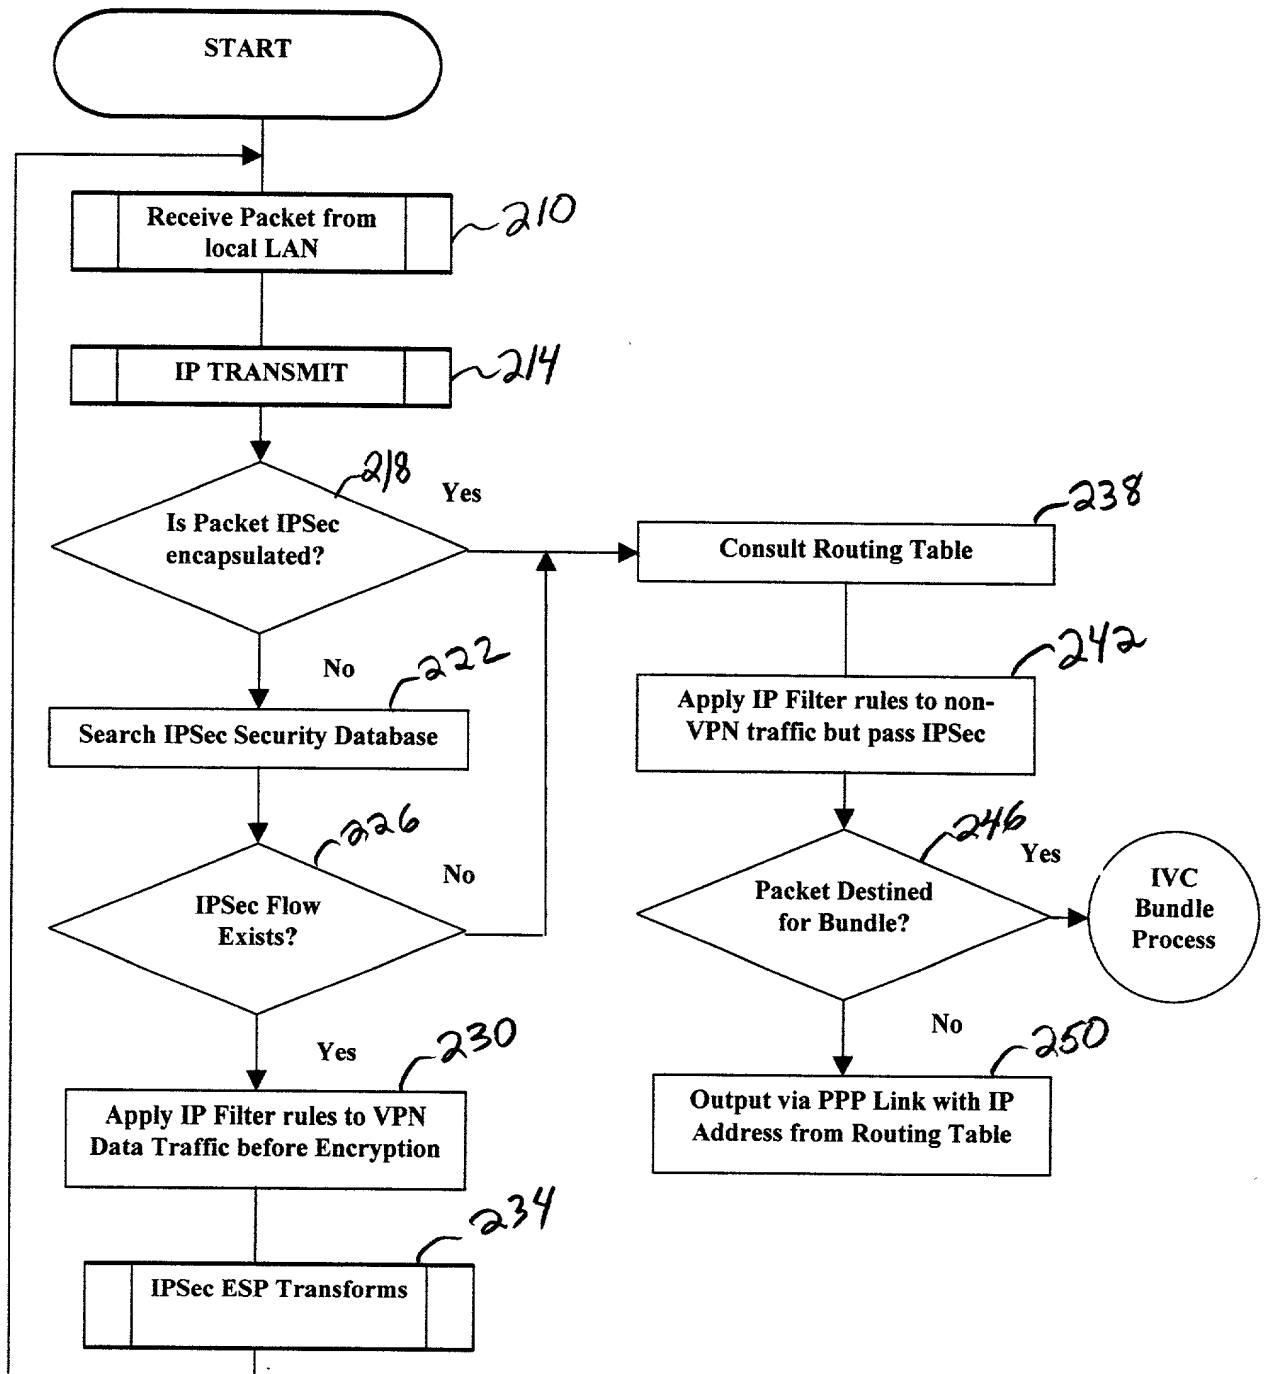 START
Receive Packet from
local LAN
210
IP TRANSMIT
214
218
Yes
Is Packet IPSec
encapsulated?
238
Consult Routing Table
No
222
Search IPSec Security Database
242
Apply IP Filter rules to non-
VPN traffic but pass IPSec
226
No
IPSec Flow
Exists?
246
Yes
Packet Destined
for Bundle?
IVC
Bundle
Process
Yes
230
Apply IP Filter rules to VPN
Data Traffic before Encryption
No
250
Output via PPP Link with IP
Address from Routing Table
234
IPSec ESP Transforms